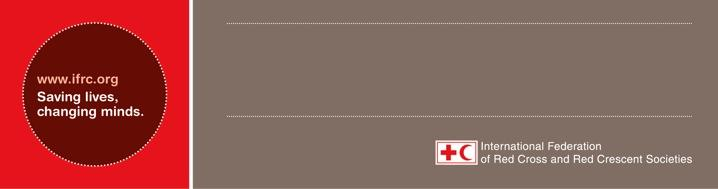 www.ifrc.org
Saving lives,
changing minds.
International Federation
of Red Cross and Red Crescent Societies